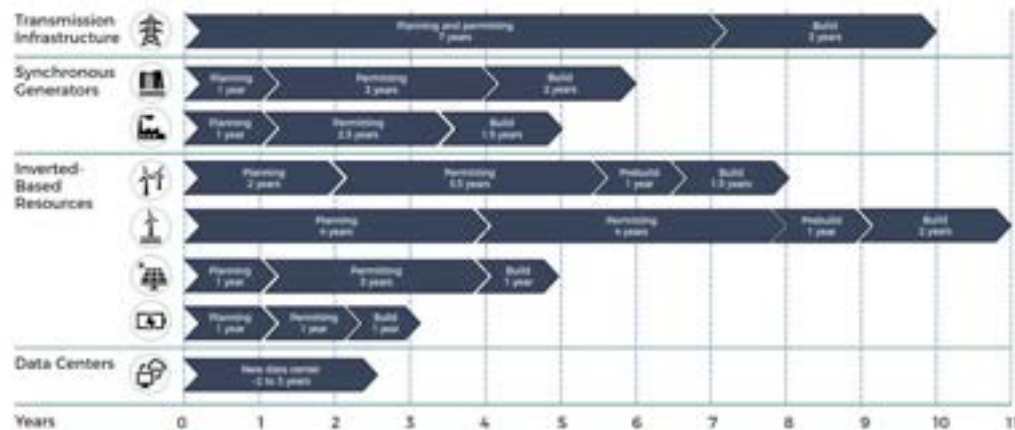 Transmission
Infrastructure
Planning and permitting
7 years
Build
3 years
Synchronous
Generators
Planning
1 year
Permitting
3 years
Build
2 years
Planning
1 year
Permitting
2.5 years
Build
1.5 years
Inverted-
Based
Resources
Planning
2 years
Permitting
3.5 years
Prebuild
1 year
Build
1.5 years
Planning
4 years
Permitting
4 years
Prebuild
1 year
Build
2 years
Planning
1 year
Permitting
3 years
Build
1 year
Planning
1 year
Permitting
1 year
Build
1 year
Data Centers
New data center
~2 to 3 years
Years
0 1 2 3 4 5 6 7 8 9 10 11